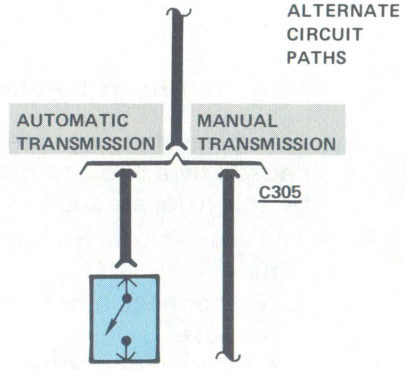 ALTERNATE
CIRCUIT
PATHS
AUTOMATIC
TRANSMISSION
MANUAL
TRANSMISSION
C305